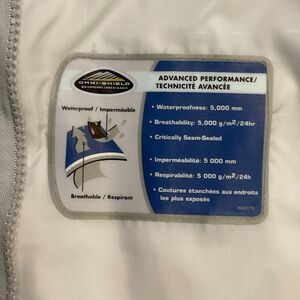 OMNI-SHIELD
WATERPROOF / BREATHABLE
ADVANCED PERFORMANCE/
TECHNICITÉ AVANCÉE
Waterproof / Imperméable
Breathable / Respirant
• Waterproofness: 5,000 mm
• Breathability: 5,000 g/m2/24hr
• Critically Seam-Sealed
• Imperméabilité: 5 000 mm
• Respirabilité: 5 000 g/m2/24h
• Coutures étanchées aux endroits
les plus exposés